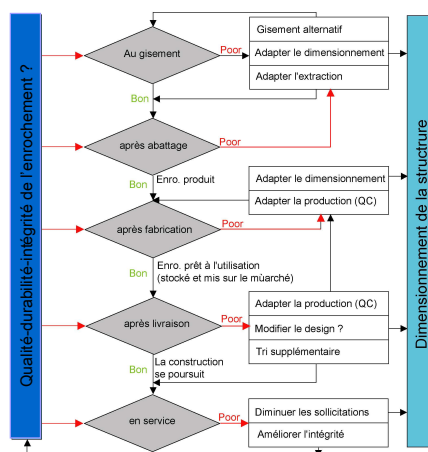 Qualité-durabilité-intégrité de l'enrochement ?
Gisement alternatif
Au gisement
Poor
Adapter le dimensionnement
Adapter l'extraction
Bon
après abattage
Poor
Bon
Enro. produit
Adapter le dimensionnement
Adapter la production (QC)
après fabrication
Poor
Bon
Enro. prêt à l'utilisation
(stocké et mis sur le mùarché)
Adapter la production (QC)
après livraison
Poor
Modifier le design ?
Tri supplémentaire
Bon
La construction
se poursuit
en service
Poor
Diminuer les sollicitations
Améliorer l'intégrité
Dimensionnement de la structrure